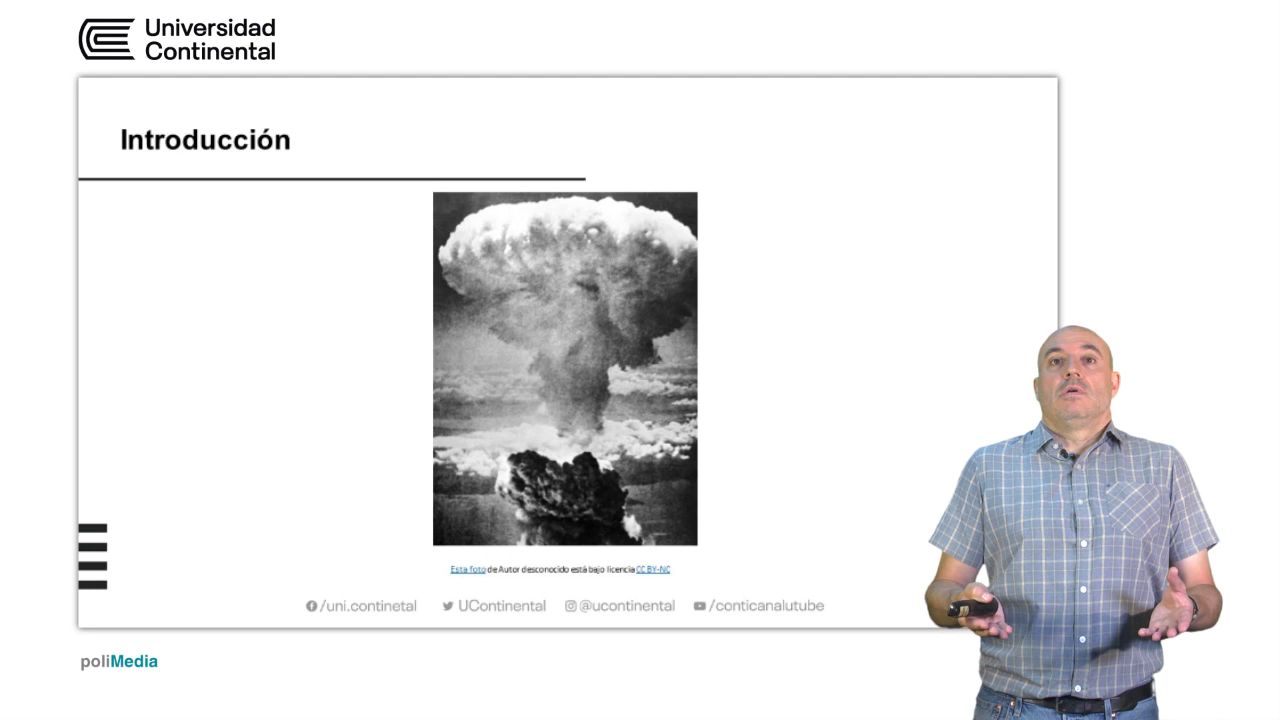 Universidad
Continental
Introducción
Esta foto de Autor desconocido está bajo licencia CC BY-NC
/uni.continetal UContinental @ucontinental /conticanalutube
poliMedia